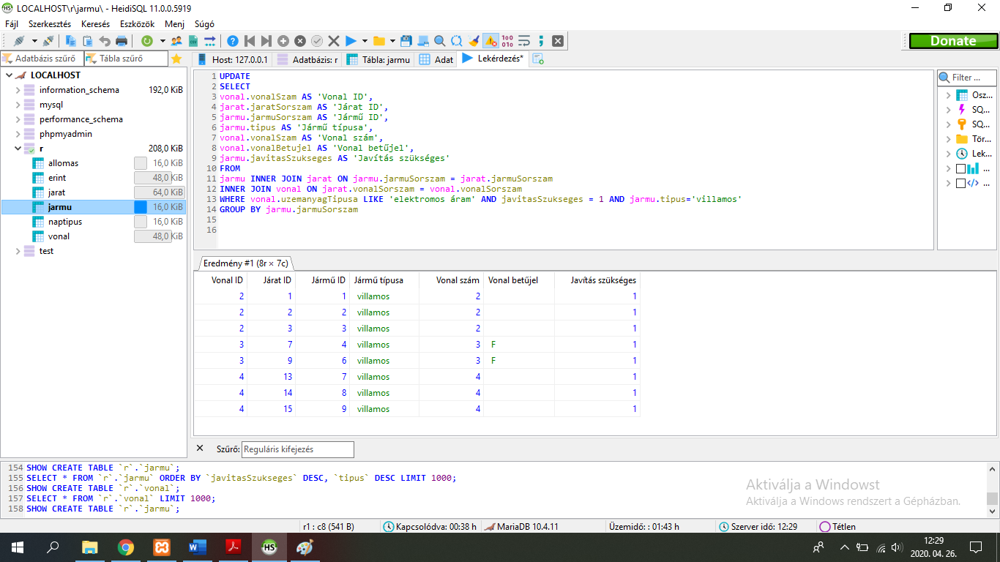 LOCALHOST\r\jarmu\ - HeidiSQL 11.0.0.5919
Fájl Szerkesztés Keresés Eszközök Menj Súgó
Donate
Adatbázis szűrő Tábla szűrő
Host: 127.0.0.1 Adatbázis: r Tábla: jarmu Adat Lekérdezés*
LOCALHOST
information_schema 192,0 KiB
mysql
performance_schema
phpmyadmin
r 208,0 KiB
allomas 16,0 KiB
erint 48,0 KiB
jarat 64,0 KiB
jarmu 16,0 KiB
naptipus 16,0 KiB
vonal 48,0 KiB
test
1 UPDATE
2 SELECT
3 vonal.vonalSzam AS 'Vonal ID',
4 jarat.jaratSorszam AS 'Járat ID',
5 jarmu.jarmuSorszam AS 'Jármű ID',
6 jarmu.tipus AS 'Jármű típusa',
7 vonal.vonalSzam AS 'Vonal szám',
8 vonal.vonalBetujel AS 'Vonal betűjel',
9 jarmu.javitasSzukseges AS 'Javítás szükséges'
10 FROM
11 jarmu INNER JOIN jarat ON jarmu.jarmuSorszam = jarat.jarmuSorszam
12 INNER JOIN vonal ON jarat.vonalSorszam = vonal.vonalSorszam
13 WHERE vonal.uzemanyagTipusa LIKE 'elektromos áram' AND javitasSzukseges = 1 AND jarmu.tipus='villamos'
14 GROUP BY jarmu.jarmuSorszam
15
16
Filter ...
Osz...
SQ...
SQ...
Tör...
Lek...
...
...
Eredmény #1 (8r × 7c)
Vonal ID Járat ID Jármű ID Jármű típusa Vonal szám Vonal betűjel Javítás szükséges
2 1 1 villamos 2 1
2 2 2 villamos 2 1
2 3 3 villamos 2 1
3 7 4 villamos 3 F 1
3 9 6 villamos 3 F 1
4 13 7 villamos 4 1
4 14 8 villamos 4 1
4 15 9 villamos 4 1
Szűrő: Reguláris kifejezés
154 SHOW CREATE TABLE `r`.`jarmu`;
155 SELECT * FROM `r`.`jarmu` ORDER BY `javitasSzukseges` DESC, `tipus` DESC LIMIT 1000;
156 SHOW CREATE TABLE `r`.`vonal`;
157 SELECT * FROM `r`.`vonal` LIMIT 1000;
158 SHOW CREATE TABLE `r`.`jarmu`;
Aktiválja a Windowst
Aktiválja a Windows rendszert a Gépházban.
r1 : c8 (541 B) Kapcsolódva: 00:38 h MariaDB 10.4.11 Üzemidő: : 01:43 h Szerver idő: 12:29 Tétlen
12:29
2020. 04. 26.